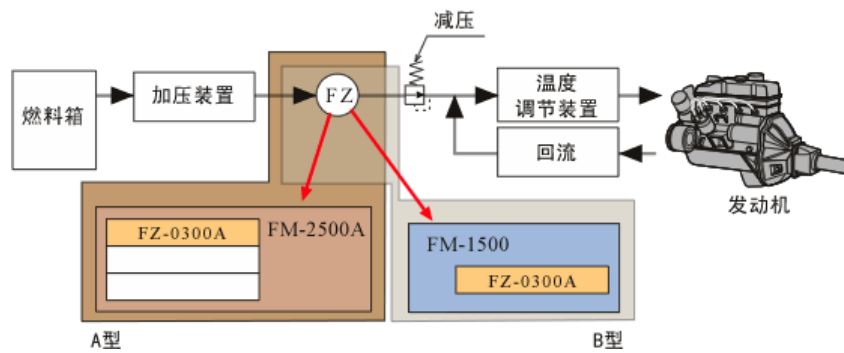 减压
燃料箱
加压装置
FZ
温度
调节装置
回流
发动机
FZ-0300A
FM-2500A
FM-1500
FZ-0300A
A型
B型